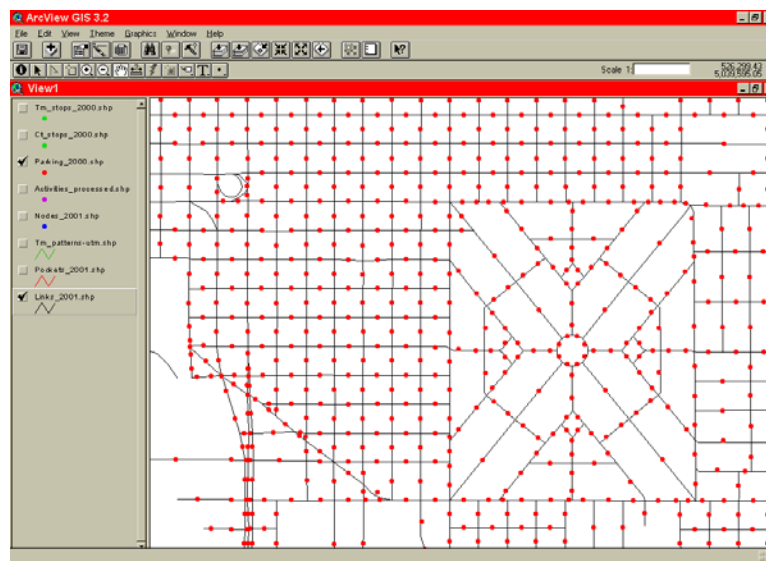 ArcView GIS 3.2
File Edit View Theme Graphics Window Help
Scale 1:
526,299.42
5,039,595.05
View1
Tm_stops_2000.shp
Ct_stops_2000.shp
Parking_2000.shp
Activities_processed.shp
Nodes_2001.shp
Tm_patterns-utm.shp
Pockets_2001.shp
Links_2001.shp